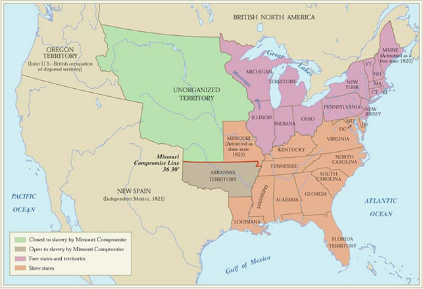 BRITISH NORTH AMERICA
OREGON
TERRITORY
(Joint U.S.-British occupation
of disputed territory)
UNORGANIZED
TERRITORY
MICHIGAN
TERRITORY
Great Lakes
MAINE
(Admitted as
free state 1820)
VT
NH
MA
CT
NEW
YORK
PENNSYLVANIA
NEW
JERSEY
ILLINOIS
INDIANA
OHIO
MD
DC
MISSOURI
(Admitted as
slave state
1821)
Missouri
Compromise Line
36 30'
KENTUCKY
VIRGINIA
NORTH
CAROLINA
TENNESSEE
SOUTH
CAROLINA
ARKANSAS
TERRITORY
MISSISSIPPI
ALABAMA
GEORGIA
LOUISIANA
FLORIDA
TERRITORY
NEW SPAIN
(Independent Mexico, 1821)
PACIFIC
OCEAN
ATLANTIC
OCEAN
Gulf of Mexico
Closed to slavery by Missouri Compromise
Open to slavery by Missouri Compromise
Free states and territories
Slave states